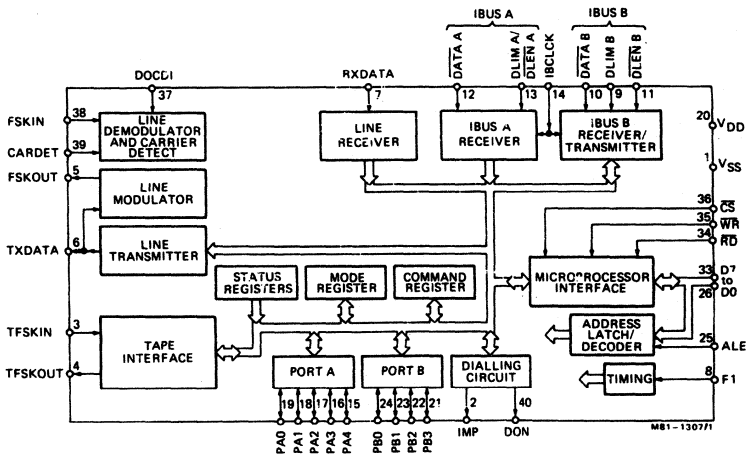 IBUS A
IBUS B
DATA A
DLIM A/
DLEN A
IBCLCK
DATA B
DLIM B
DLEN B
DOCDI
37
RXDATA
7
12
13
14
10
9
11
FSKIN
38
CARDET
39
FSKOUT
5
TXDATA
6
TFSKIN
3
TFSKOUT
4
LINE
DEMODULATOR
AND CARRIER
DETECT
LINE
MODULATOR
LINE
TRANSMITTER
LINE
RECEIVER
IBUS A
RECEIVER
IBUS B
RECEIVER/
TRANSMITTER
20
VDD
1
VSS
36
CS
35
WR
34
RD
33
D7
to
26
D0
25
ALE
8
F1
STATUS
REGISTERS
MODE
REGISTER
COMMAND
REGISTER
MICROPROCESSOR
INTERFACE
ADDRESS
LATCH/
DECODER
TIMING
TAPE
INTERFACE
PORT A
PORT B
DIALLING
CIRCUIT
19
18
17
16
15
24
23
22
21
2
40
PA0
PA1
PA2
PA3
PA4
PB0
PB1
PB2
PB3
IMP
DON
M81-1307/1